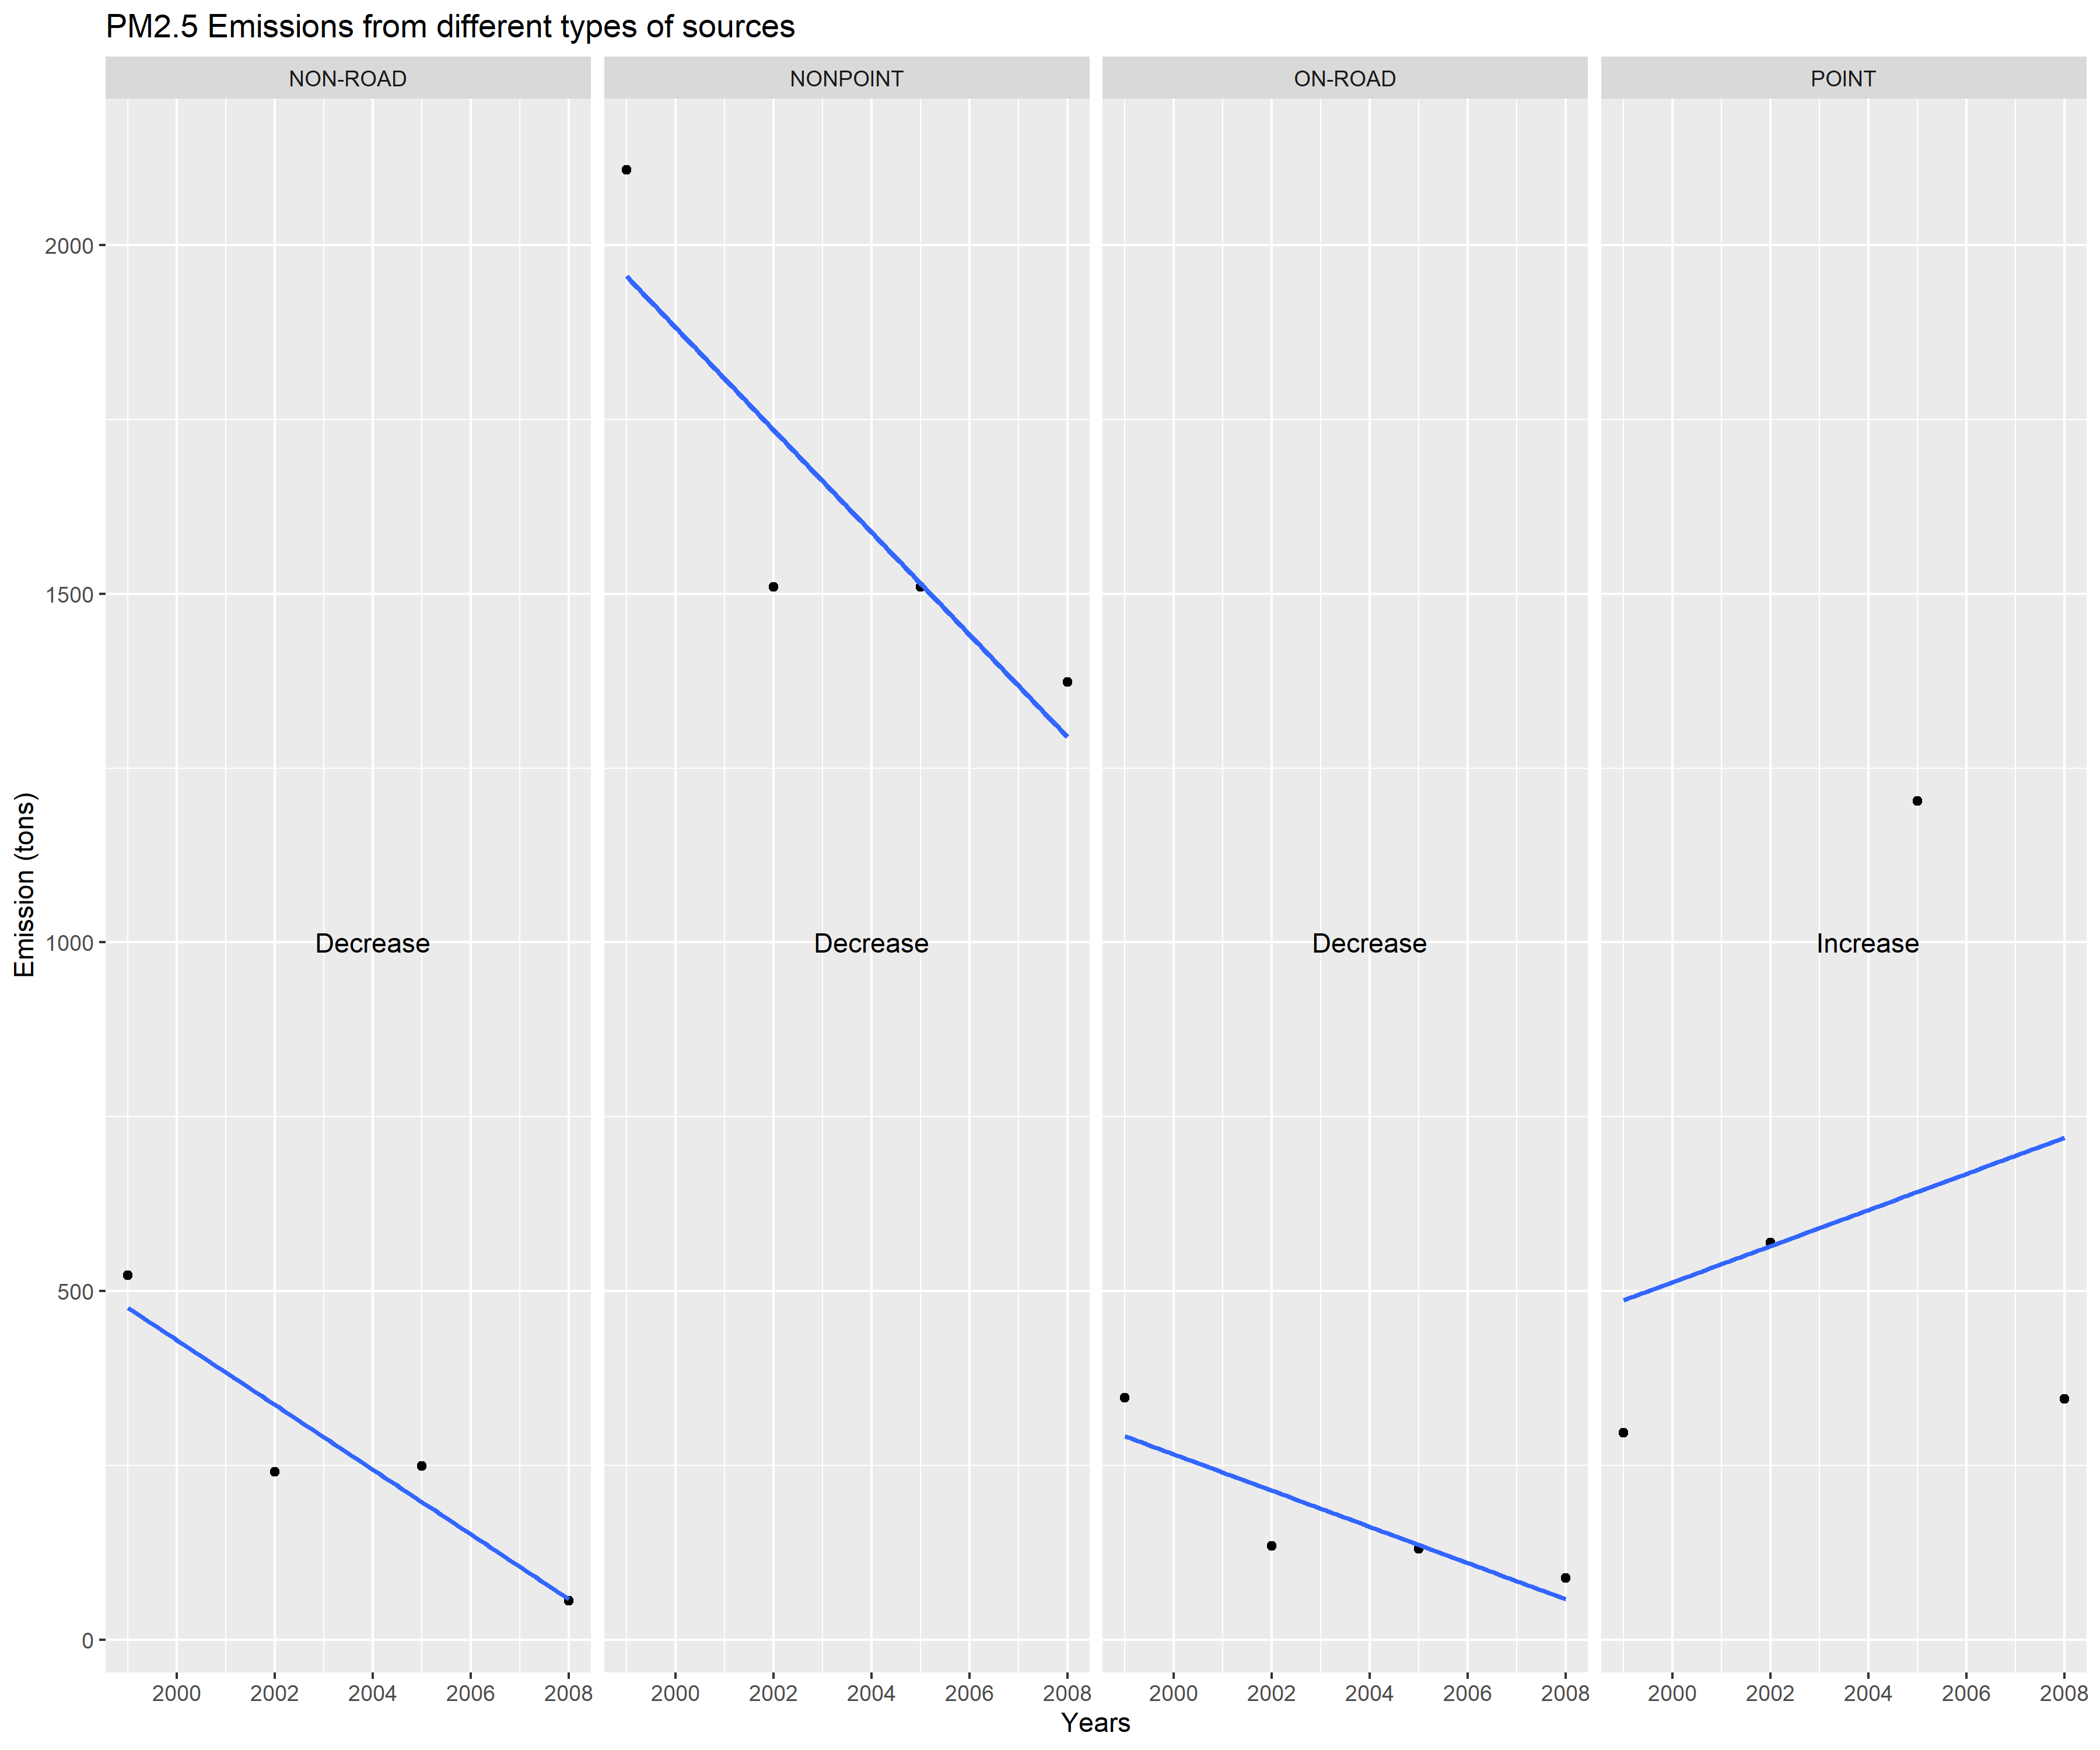 PM2.5 Emissions from different types of sources
NON-ROAD NONPOINT ON-ROAD POINT
2000
1500
Emission (tons)
1000
Decrease Decrease Decrease Increase
500
0
2000 2002 2004 2006 2008 2000 2002 2004 2006 2008 2000 2002 2004 2006 2008 2000 2002 2004 2006 2008
Years